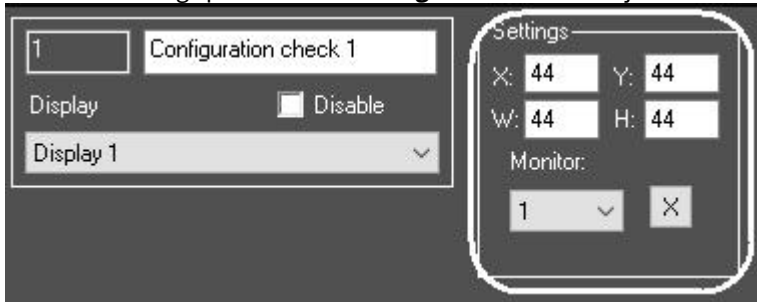 1 Configuration check 1
Display Disable
Display 1
Settings
X: 44 Y: 44
W: 44 H: 44
Monitor:
1 X